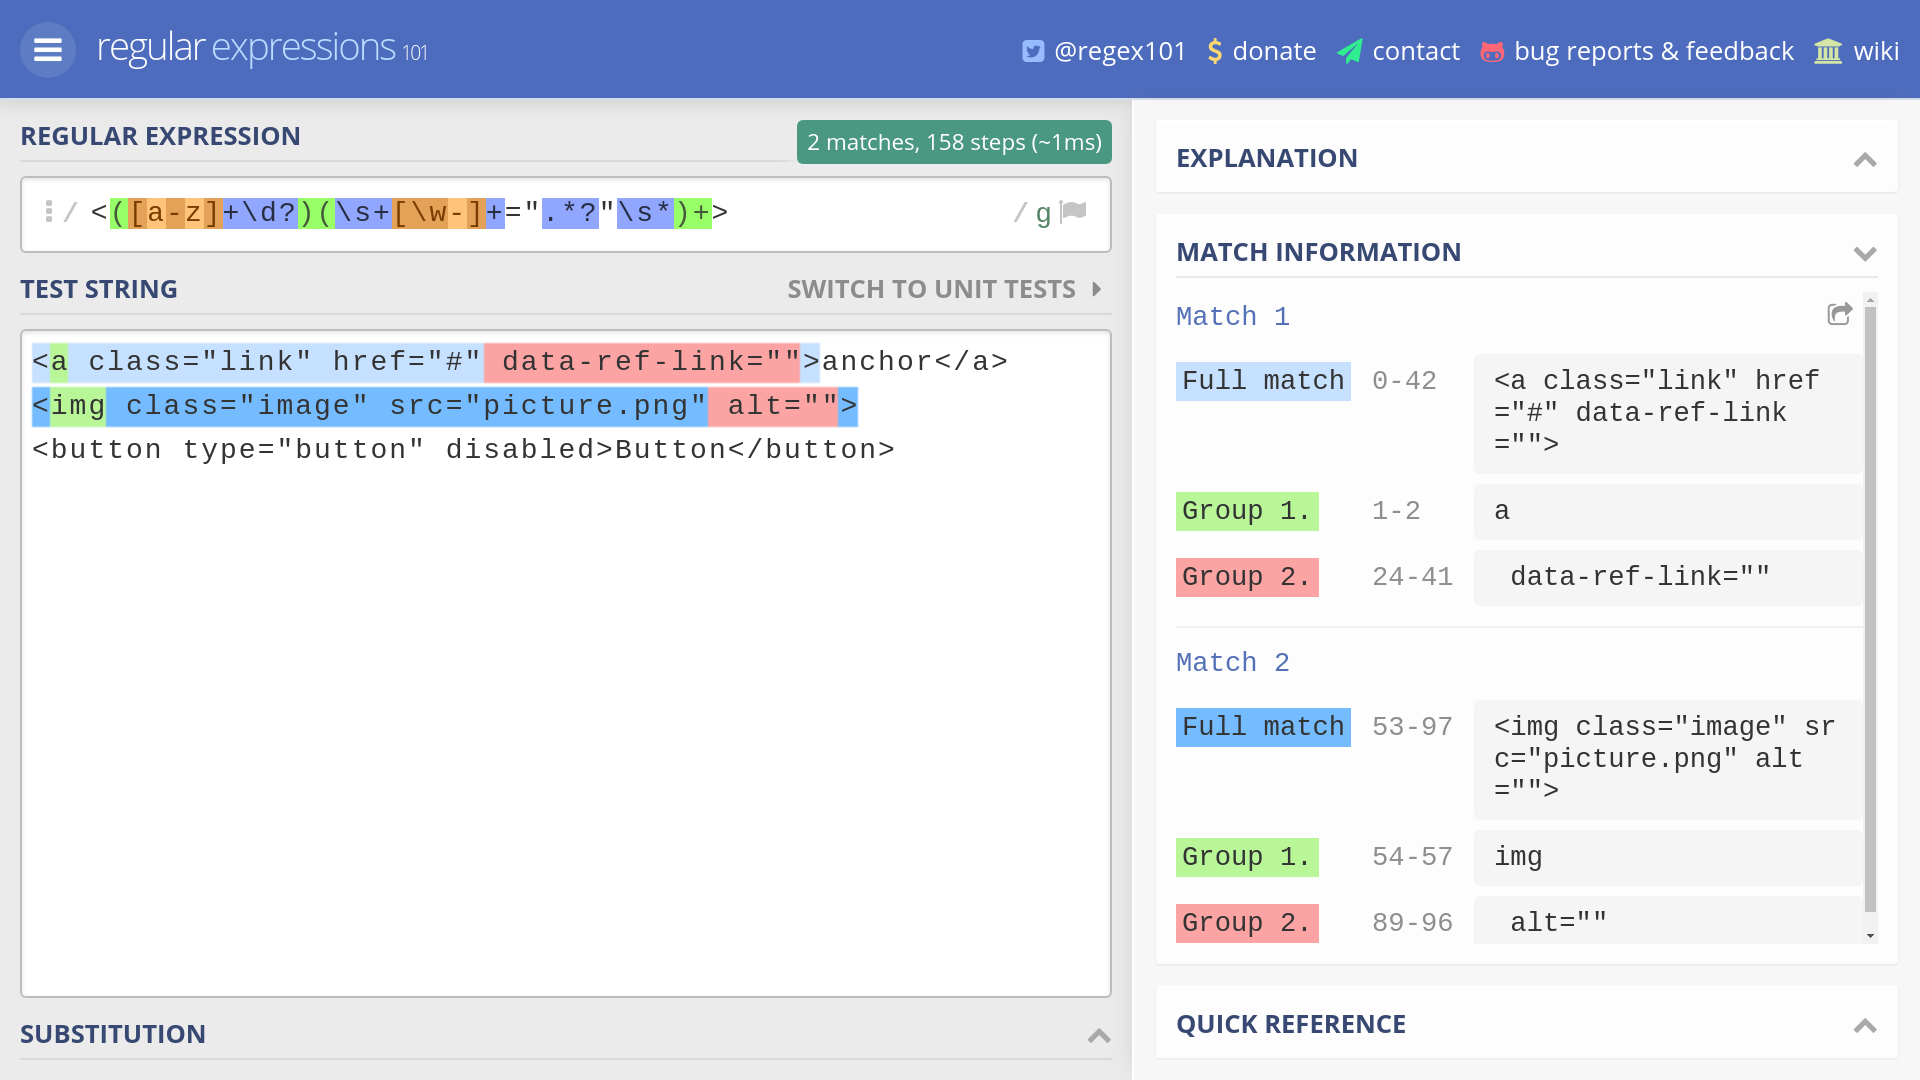 regular expressions 101
@regex101 donate contact bug reports & feedback wiki
REGULAR EXPRESSION
2 matches, 158 steps (~1ms)
/ <([a-z]+\d?)(\s+[\w-]+=".*?"\s*)+> / g
TEST STRING
SWITCH TO UNIT TESTS
<a class="link" href="#" data-ref-link="">anchor</a>
<img class="image" src="picture.png" alt="">
<button type="button" disabled>Button</button>
SUBSTITUTION
EXPLANATION
MATCH INFORMATION
Match 1
Full match 0-42 <a class="link" href
="#" data-ref-link
="">
Group 1. 1-2 a
Group 2. 24-41 data-ref-link=""
Match 2
Full match 53-97 <img class="image" sr
c="picture.png" alt
="">
Group 1. 54-57 img
Group 2. 89-96 alt=""
QUICK REFERENCE